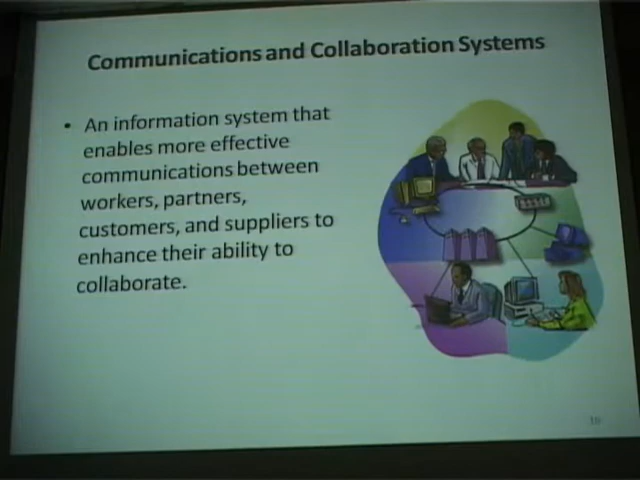 Communications and Collaboration Systems
• An information system that
enables more effective
communications between
workers, partners,
customers, and suppliers to
enhance their ability to
collaborate.